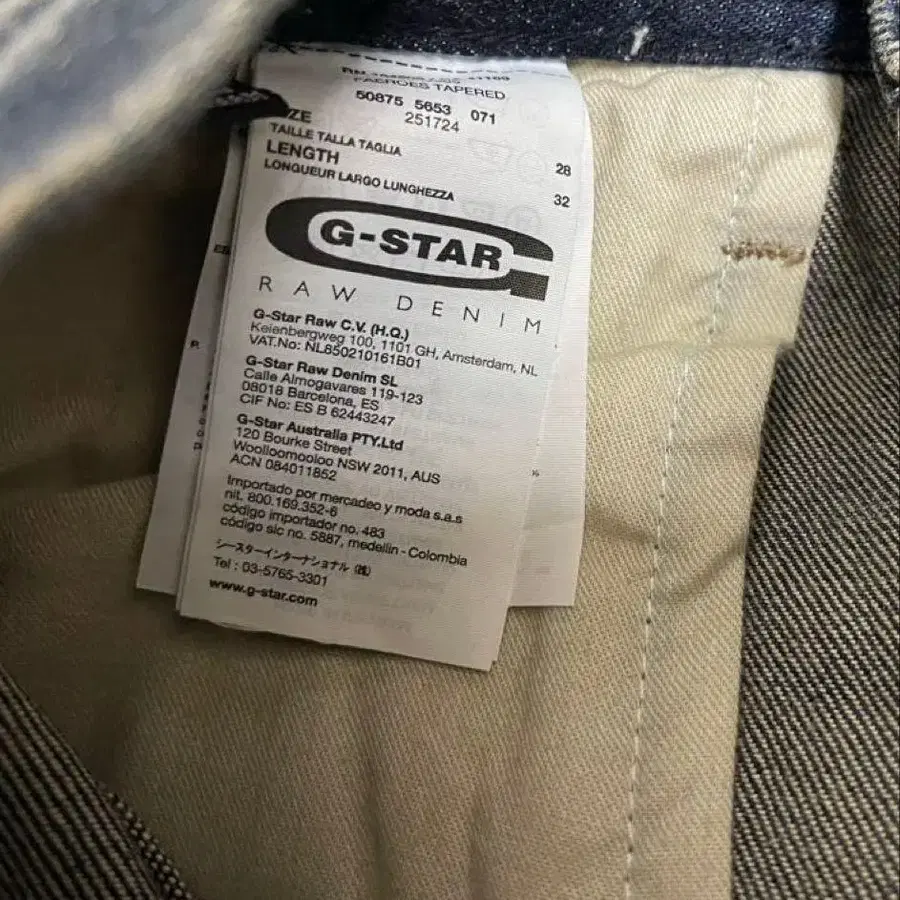 TAPERED
50875 5653 071
251724
TAILLE TALLA TAGLIA
28
LENGTH
LONGUEUR LARGO LUNGHEZZA
32
G-STAR
RAW DENIM
G-Star Raw C.V. (H.Q.)
Keienbergweg 100, 1101 GH, Amsterdam, NL
VAT.No: NL850210161B01
G-Star Raw Denim SL
Calle Almogavares 119-123
08018 Barcelona, ES
CIF No: ES B 62443247
G-Star Australia PTY.Ltd
120 Bourke Street
Woolloomooloo NSW 2011, AUS
ACN 084011852
Importado por mercadeo y moda s.a.s
nit. 800.169.352-6
código importador no. 483
código sic no. 5887, medellin - Colombia
ジースターインターナショナル (株)
Tel : 03-5765-3301
www.g-star.com